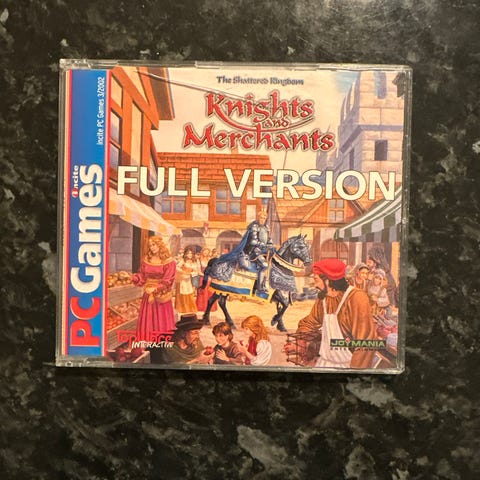 The Shattered Kingdom
Knights
and
Merchants
FULL VERSION
incite PC Games 3/2002
incite
PC Games
INTERACTIVE
JOYMANIA